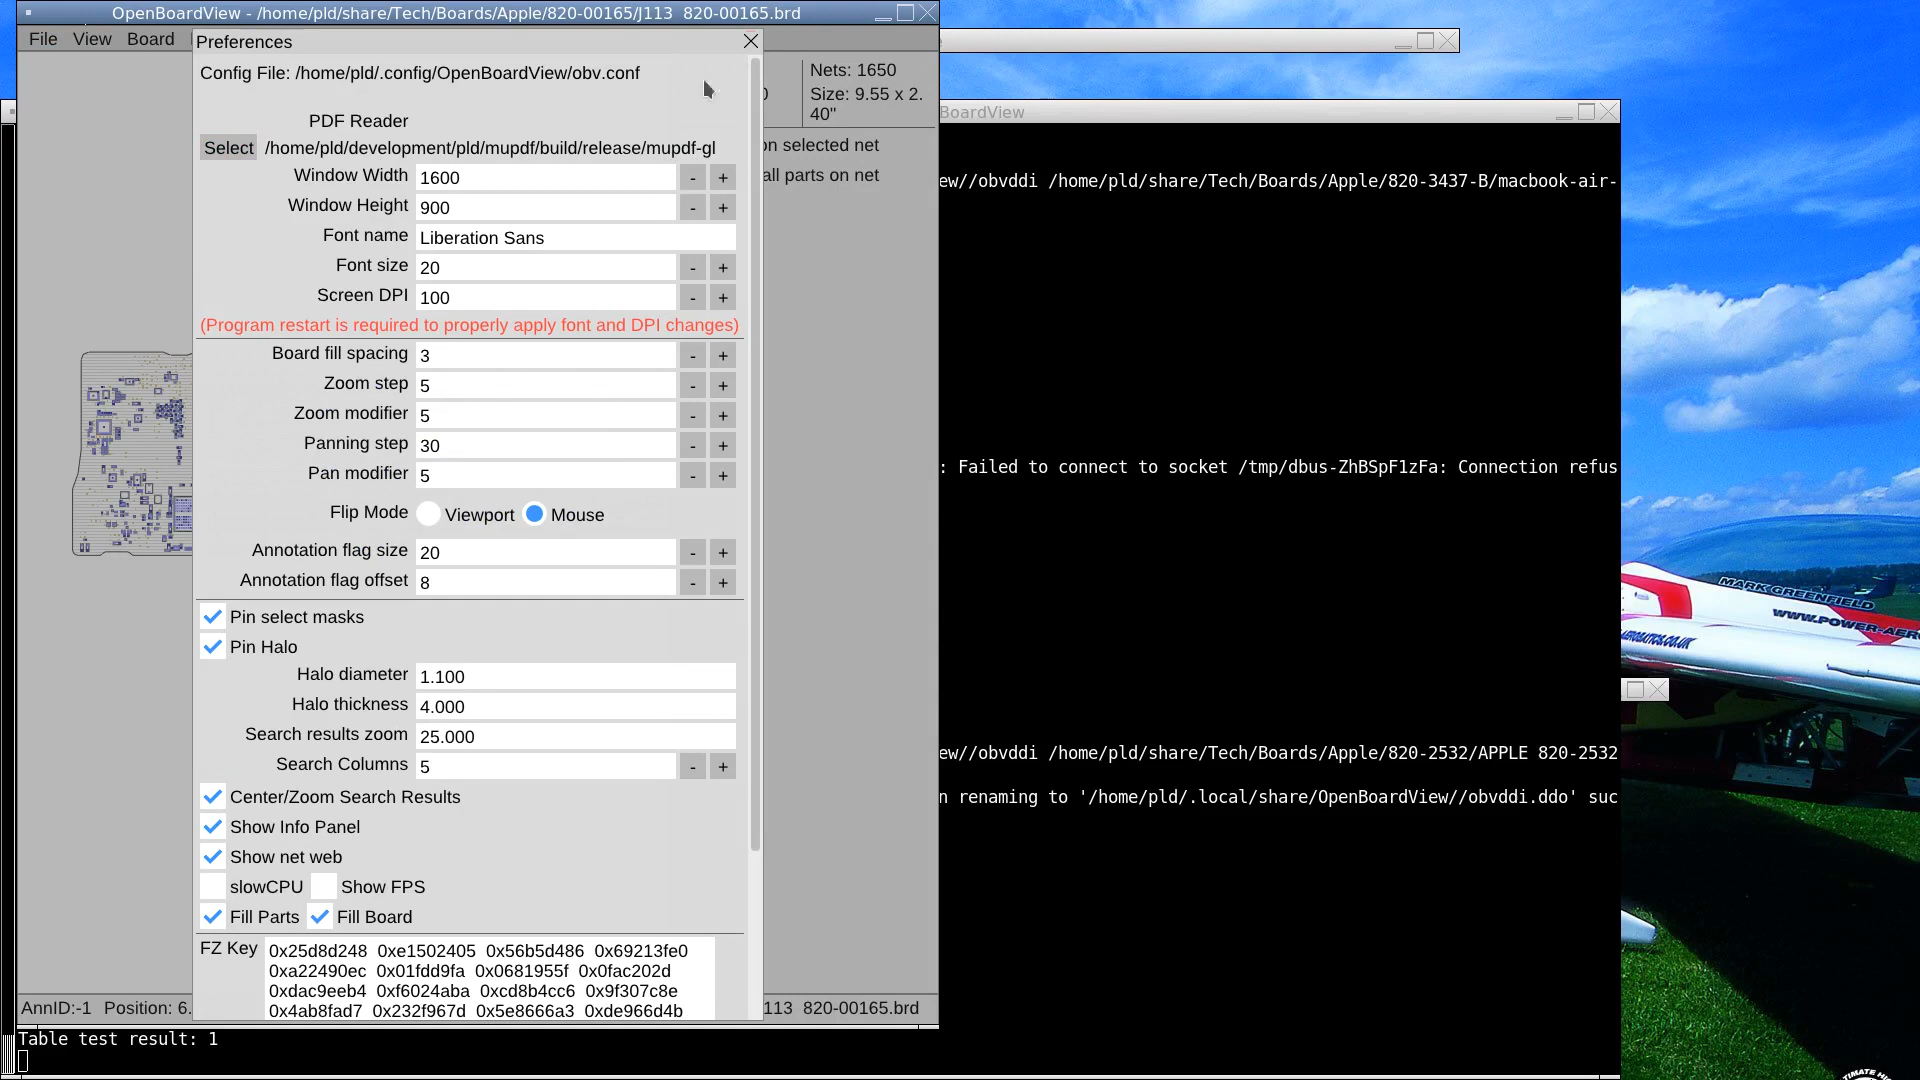 OpenBoardView - /home/pld/share/Tech/Boards/Apple/820-00165/J113  820-00165.brd
File View Board
Preferences
Config File: /home/pld/.config/OpenBoardView/obv.conf
Nets: 1650
Size: 9.55 x 2.
40"
BoardView
PDF Reader
Select /home/pld/development/pld/mupdf/build/release/mupdf-gl
on selected net
Window Width 1600 - +
all parts on net
ew//obvddi /home/pld/share/Tech/Boards/Apple/820-3437-B/macbook-air-
Window Height 900 - +
Font name Liberation Sans
Font size 20 - +
Screen DPI 100 - +
(Program restart is required to properly apply font and DPI changes)
Board fill spacing 3 - +
Zoom step 5 - +
Zoom modifier 5 - +
Panning step 30 - +
Pan modifier 5 - +
: Failed to connect to socket /tmp/dbus-ZhBSpF1zFa: Connection refus
Flip Mode Viewport Mouse
Annotation flag size 20 - +
Annotation flag offset 8 - +
MARK GREENFIELD
WWW.POWER-AERO
AEROBATICS.CO.UK
Pin select masks
Pin Halo
Halo diameter 1.100
Halo thickness 4.000
Search results zoom 25.000
Search Columns 5 - +
ew//obvddi /home/pld/share/Tech/Boards/Apple/820-2532/APPLE 820-2532
n renaming to '/home/pld/.local/share/OpenBoardView//obvddi.ddo' suc
Center/Zoom Search Results
Show Info Panel
Show net web
slowCPU Show FPS
Fill Parts Fill Board
FZ Key 0x25d8d248 0xe1502405 0x56b5d486 0x69213fe0
0xa22490ec 0x01fdd9fa 0x0681955f 0x0fac202d
0xdac9eeb4 0xf6024aba 0xcd8b4cc6 0x9f307c8e
0x4ab8fad7 0x232f967d 0x5e8666a3 0xde966d4b
AnnID:-1 Position: 6. 113  820-00165.brd
Table test result: 1